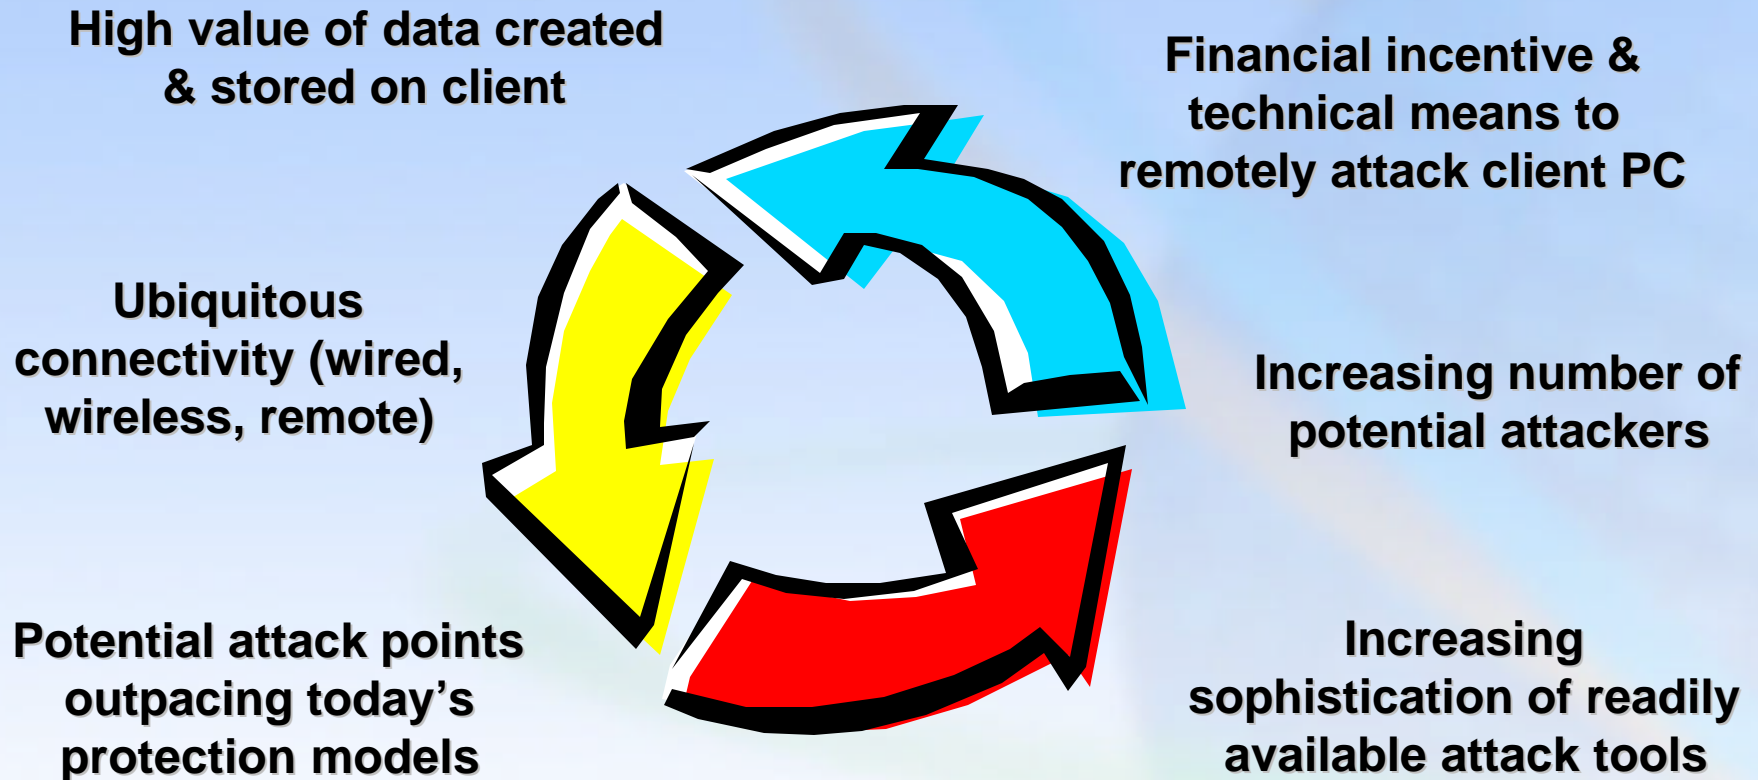 High value of data created
& stored on client
Ubiquitous
connectivity (wired,
wireless, remote)
Potential attack points
outpacing today’s
protection models
Financial incentive &
technical means to
remotely attack client PC
Increasing number of
potential attackers
Increasing
sophistication of readily
available attack tools